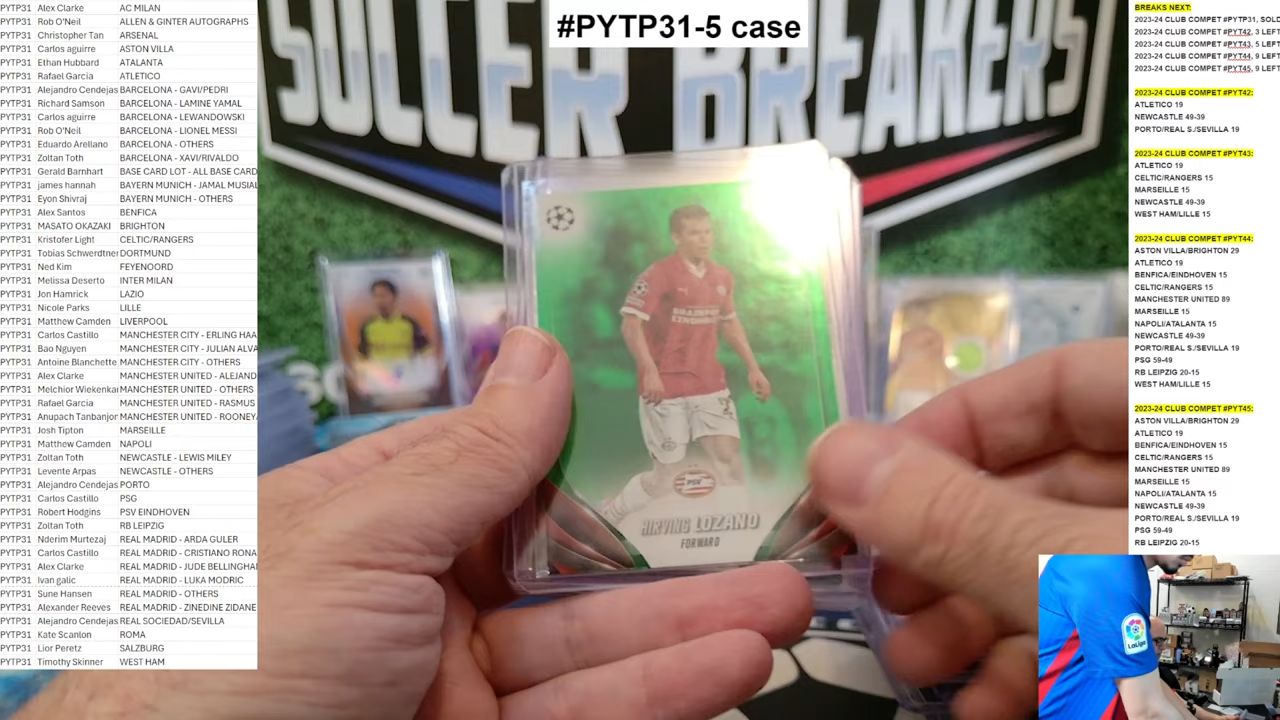 #PYTP31-5 case
SOCCER BREAKERS
PYTP31 Alex Clarke AC MILAN
PYTP31 Rob O'Neil ALLEN & GINTER AUTOGRAPHS
PYTP31 Christopher Tan ARSENAL
PYTP31 Carlos aguirre ASTON VILLA
PYTP31 Ethan Hubbard ATALANTA
PYTP31 Rafael Garcia ATLETICO
PYTP31 Alejandro Cendejas BARCELONA - GAVI/PEDRI
PYTP31 Richard Samson BARCELONA - LAMINE YAMAL
PYTP31 Carlos aguirre BARCELONA - LEWANDOWSKI
PYTP31 Rob O'Neil BARCELONA - LIONEL MESSI
PYTP31 Eduardo Arellano BARCELONA - OTHERS
PYTP31 Zoltan Toth BARCELONA - XAVI/RIVALDO
PYTP31 Gerald Barnhart BASE CARD LOT - ALL BASE CARD
PYTP31 james hannah BAYERN MUNICH - JAMAL MUSIAL
PYTP31 Eyon Shivraj BAYERN MUNICH - OTHERS
PYTP31 Alex Santos BENFICA
PYTP31 MASATO OKAZAKI BRIGHTON
PYTP31 Kristofer Light CELTIC/RANGERS
PYTP31 Tobias Schwerdtner DORTMUND
PYTP31 Ned Kim FEYENOORD
PYTP31 Melissa Deserto INTER MILAN
PYTP31 Jon Hamrick LAZIO
PYTP31 Nicole Parks LILLE
PYTP31 Matthew Camden LIVERPOOL
PYTP31 Carlos Castillo MANCHESTER CITY - ERLING HAA
PYTP31 Bao Nguyen MANCHESTER CITY - JULIAN ALVA
PYTP31 Antoine Blanchette MANCHESTER CITY - OTHERS
PYTP31 Alex Clarke MANCHESTER UNITED - ALEJAND
PYTP31 Melchior Wiekenkar MANCHESTER UNITED - OTHERS
PYTP31 Rafael Garcia MANCHESTER UNITED - RASMUS
PYTP31 Anupach Tanbanjor MANCHESTER UNITED - ROONEY
PYTP31 Josh Tipton MARSEILLE
PYTP31 Matthew Camden NAPOLI
PYTP31 Zoltan Toth NEWCASTLE - LEWIS MILEY
PYTP31 Levente Arpas NEWCASTLE - OTHERS
PYTP31 Alejandro Cendejas PORTO
PYTP31 Carlos Castillo PSG
PYTP31 Robert Hodgins PSV EINDHOVEN
PYTP31 Zoltan Toth RB LEIPZIG
PYTP31 Nderim Murtezaj REAL MADRID - ARDA GULER
PYTP31 Carlos Castillo REAL MADRID - CRISTIANO RONA
PYTP31 Alex Clarke REAL MADRID - JUDE BELLINGHA
PYTP31 Ivan galic REAL MADRID - LUKA MODRIC
PYTP31 Sune Hansen REAL MADRID - OTHERS
PYTP31 Alexander Reeves REAL MADRID - ZINEDINE ZIDANE
PYTP31 Alejandro Cendejas REAL SOCIEDAD/SEVILLA
PYTP31 Kate Scanlon ROMA
PYTP31 Lior Peretz SALZBURG
PYTP31 Timothy Skinner WEST HAM
BRAINPORT
EINDHOVEN
PSV
HIRVING LOZANO
FORWARD
BREAKS NEXT:
2023-24 CLUB COMPET #PYTP31, SOLD
2023-24 CLUB COMPET #PYT42, 3 LEFT
2023-24 CLUB COMPET #PYT43, 5 LEFT
2023-24 CLUB COMPET #PYT44, 9 LEFT
2023-24 CLUB COMPET #PYT45, 9 LEFT
2023-24 CLUB COMPET #PYT42:
ATLETICO 19
NEWCASTLE 49-39
PORTO/REAL S./SEVILLA 19
2023-24 CLUB COMPET #PYT43:
ATLETICO 19
CELTIC/RANGERS 15
MARSEILLE 15
NEWCASTLE 49-39
WEST HAM/LILLE 15
2023-24 CLUB COMPET #PYT44:
ASTON VILLA/BRIGHTON 29
ATLETICO 19
BENFICA/EINDHOVEN 15
CELTIC/RANGERS 15
MANCHESTER UNITED 89
MARSEILLE 15
NAPOLI/ATALANTA 15
NEWCASTLE 49-39
PORTO/REAL S./SEVILLA 19
PSG 59-49
RB LEIPZIG 20-15
WEST HAM/LILLE 15
2023-24 CLUB COMPET #PYT45:
ASTON VILLA/BRIGHTON 29
ATLETICO 19
BENFICA/EINDHOVEN 15
CELTIC/RANGERS 15
MANCHESTER UNITED 89
MARSEILLE 15
NAPOLI/ATALANTA 15
NEWCASTLE 49-39
PORTO/REAL S./SEVILLA 19
PSG 59-49
RB LEIPZIG 20-15
LaLiga